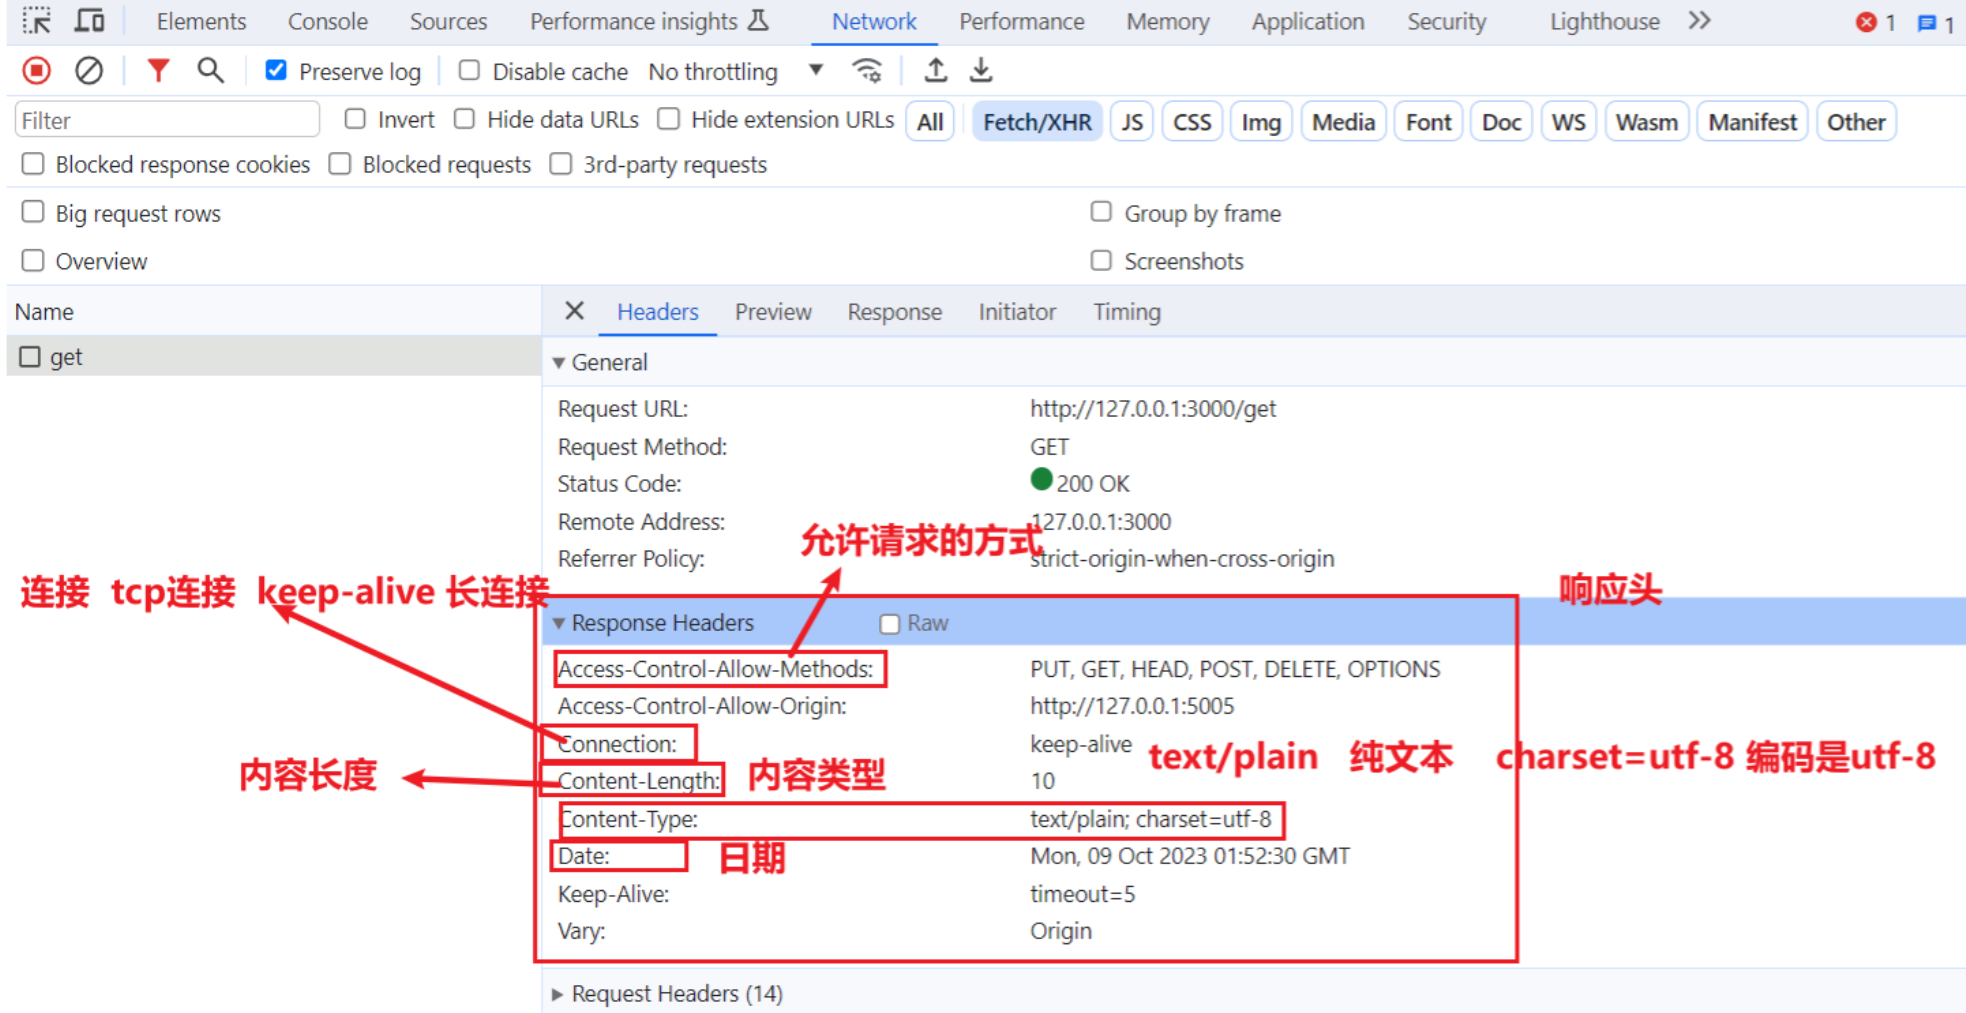 Elements Console Sources Performance insights Network Performance Memory Application Security Lighthouse 1 1
Preserve log Disable cache No throttling
Filter Invert Hide data URLs Hide extension URLs All Fetch/XHR JS CSS Img Media Font Doc WS Wasm Manifest Other
Blocked response cookies Blocked requests 3rd-party requests
Big request rows Group by frame
Overview Screenshots
Name Headers Preview Response Initiator Timing
get
General
Request URL: http://127.0.0.1:3000/get
Request Method: GET
Status Code: 200 OK
Remote Address: 127.0.0.1:3000
允许请求的方式
Referrer Policy: strict-origin-when-cross-origin
连接 tcp连接 keep-alive 长连接
响应头
Response Headers Raw
Access-Control-Allow-Methods: PUT, GET, HEAD, POST, DELETE, OPTIONS
Access-Control-Allow-Origin: http://127.0.0.1:5005
Connection: keep-alive
text/plain 纯文本 charset=utf-8 编码是utf-8
内容长度
Content-Length: 10
内容类型
Content-Type: text/plain; charset=utf-8
Date: Mon, 09 Oct 2023 01:52:30 GMT
日期
Keep-Alive: timeout=5
Vary: Origin
Request Headers (14)